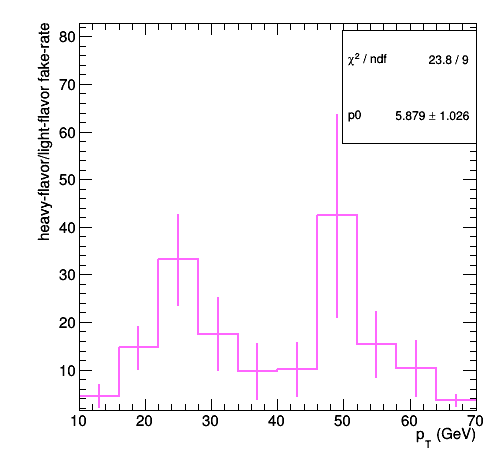 heavy-flavor/light-flavor fake-rate
80
70
60
50
40
30
20
10
χ² / ndf 23.8 / 9
p0 5.879 ± 1.026
10 20 30 40 50 60 70
p_T (GeV)